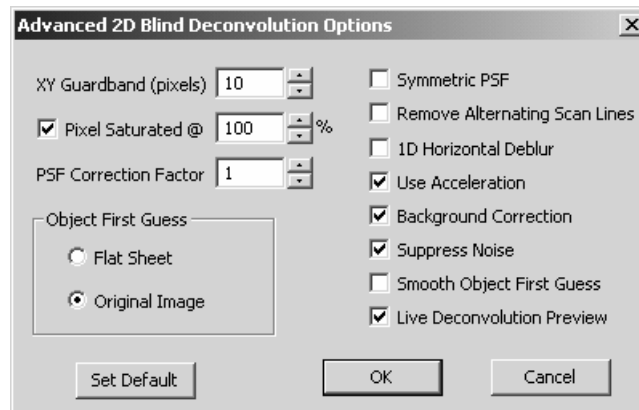 Advanced 2D Blind Deconvolution Options
XY Guardband (pixels) 10
Pixel Saturated @ 100 %
PSF Correction Factor 1
Object First Guess
Flat Sheet
Original Image
Symmetric PSF
Remove Alternating Scan Lines
1D Horizontal Deblur
Use Acceleration
Background Correction
Suppress Noise
Smooth Object First Guess
Live Deconvolution Preview
Set Default
OK
Cancel